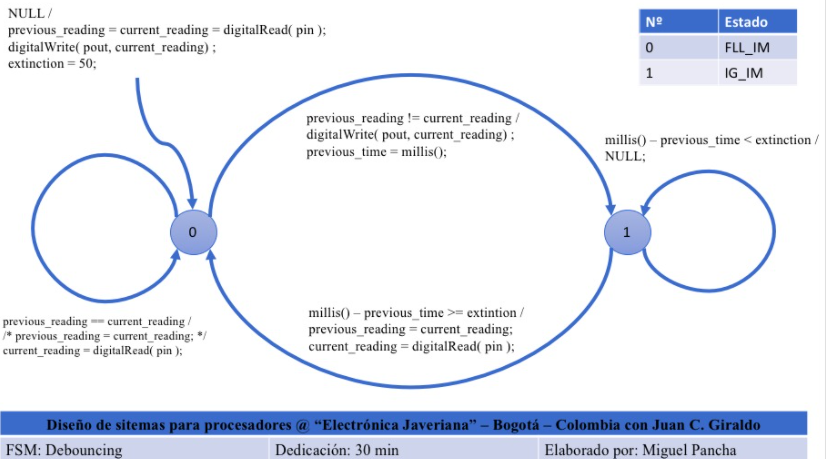 NULL /
previous_reading = current_reading = digitalRead( pin );
digitalWrite( pout, current_reading) ;
extinction = 50;
Nº Estado
0 FLL_IM
1 IG_IM
previous_reading != current_reading /
digitalWrite( pout, current_reading) ;
previous_time = millis();
millis() – previous_time < extinction /
NULL;
0
1
previous_reading == current_reading /
/* previous_reading = current_reading; */
current_reading = digitalRead( pin );
millis() – previous_time >= extintion /
previous_reading = current_reading;
current_reading = digitalRead( pin );
Diseño de sitemas para procesadores @ “Electrónica Javeriana” – Bogotá – Colombia con Juan C. Giraldo
FSM: Debouncing Dedicación: 30 min Elaborado por: Miguel Pancha